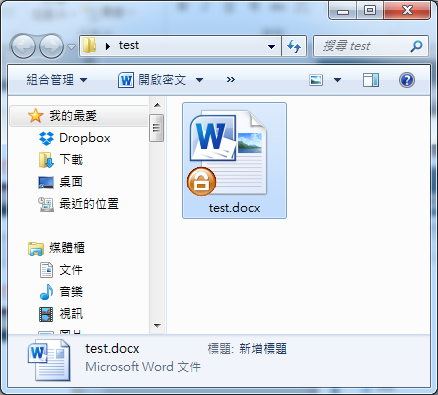 test
搜尋 test
組合管理
開啟密文
»
我的最愛
Dropbox
下載
桌面
最近的位置
媒體櫃
文件
音樂
視訊
圖片
test.docx
test.docx
標題: 新增標題
Microsoft Word 文件